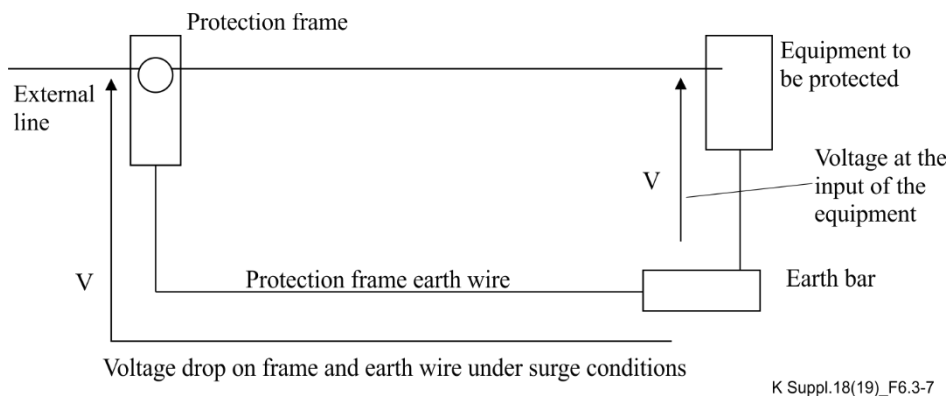 Protection frame
External
line
Equipment to
be protected
V
Voltage at the
input of the
equipment
V
Protection frame earth wire
Earth bar
Voltage drop on frame and earth wire under surge conditions
K Suppl.18(19)_F6.3-7